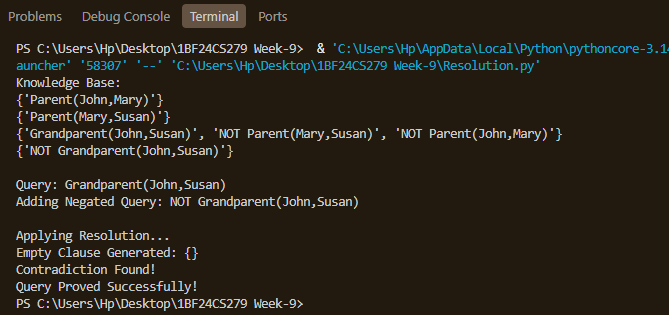 Problems Debug Console Terminal Ports
PS C:\Users\Hp\Desktop\1BF24CS279 Week-9>  & 'C:\Users\Hp\AppData\Local\Python\pythoncore-3.14
auncher' '58307' '--' 'C:\Users\Hp\Desktop\1BF24CS279 Week-9\Resolution.py'
Knowledge Base:
{'Parent(John,Mary)'}
{'Parent(Mary,Susan)'}
{'Grandparent(John,Susan)', 'NOT Parent(Mary,Susan)', 'NOT Parent(John,Mary)'}
{'NOT Grandparent(John,Susan)'}
Query: Grandparent(John,Susan)
Adding Negated Query: NOT Grandparent(John,Susan)
Applying Resolution...
Empty Clause Generated: {}
Contradiction Found!
Query Proved Successfully!
PS C:\Users\Hp\Desktop\1BF24CS279 Week-9>